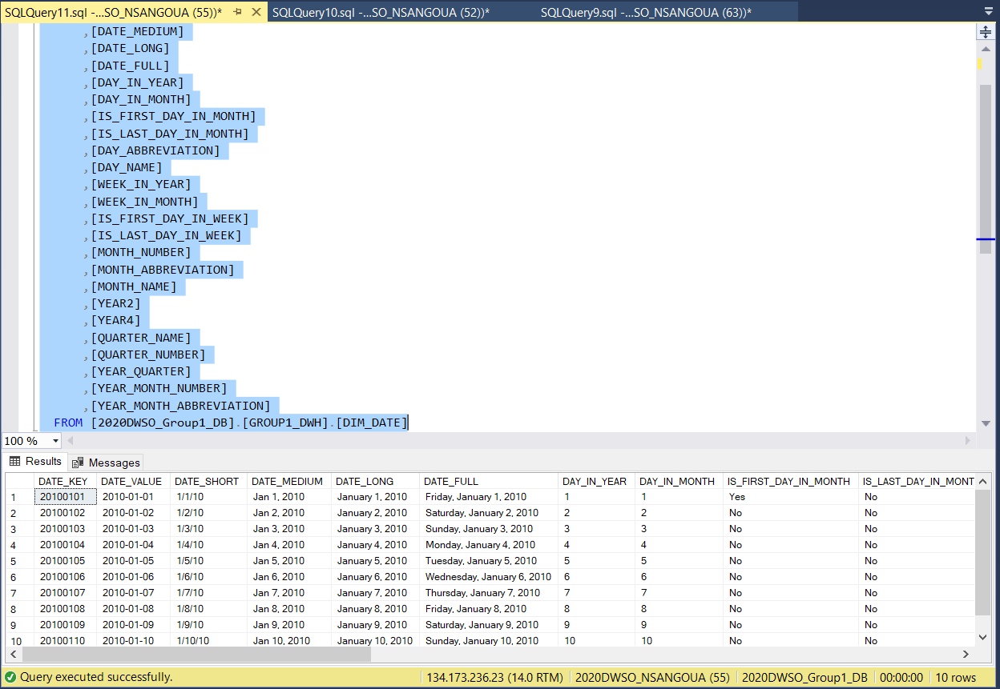 SQLQuery11.sql -...SO_NSANGOUA (55))* SQLQuery10.sql -...SO_NSANGOUA (52))* SQLQuery9.sql -...SO_NSANGOUA (63))*
,[DATE_MEDIUM]
,[DATE_LONG]
,[DATE_FULL]
,[DAY_IN_YEAR]
,[DAY_IN_MONTH]
,[IS_FIRST_DAY_IN_MONTH]
,[IS_LAST_DAY_IN_MONTH]
,[DAY_ABBREVIATION]
,[DAY_NAME]
,[WEEK_IN_YEAR]
,[WEEK_IN_MONTH]
,[IS_FIRST_DAY_IN_WEEK]
,[IS_LAST_DAY_IN_WEEK]
,[MONTH_NUMBER]
,[MONTH_ABBREVIATION]
,[MONTH_NAME]
,[YEAR2]
,[YEAR4]
,[QUARTER_NAME]
,[QUARTER_NUMBER]
,[YEAR_QUARTER]
,[YEAR_MONTH_NUMBER]
,[YEAR_MONTH_ABBREVIATION]
FROM [2020DWSO_Group1_DB].[GROUP1_DWH].[DIM_DATE]
100 %
Results Messages
DATE_KEY DATE_VALUE DATE_SHORT DATE_MEDIUM DATE_LONG DATE_FULL DAY_IN_YEAR DAY_IN_MONTH IS_FIRST_DAY_IN_MONTH IS_LAST_DAY_IN_MONT
1 20100101 2010-01-01 1/1/10 Jan 1, 2010 January 1, 2010 Friday, January 1, 2010 1 1 Yes No
2 20100102 2010-01-02 1/2/10 Jan 2, 2010 January 2, 2010 Saturday, January 2, 2010 2 2 No No
3 20100103 2010-01-03 1/3/10 Jan 3, 2010 January 3, 2010 Sunday, January 3, 2010 3 3 No No
4 20100104 2010-01-04 1/4/10 Jan 4, 2010 January 4, 2010 Monday, January 4, 2010 4 4 No No
5 20100105 2010-01-05 1/5/10 Jan 5, 2010 January 5, 2010 Tuesday, January 5, 2010 5 5 No No
6 20100106 2010-01-06 1/6/10 Jan 6, 2010 January 6, 2010 Wednesday, January 6, 2010 6 6 No No
7 20100107 2010-01-07 1/7/10 Jan 7, 2010 January 7, 2010 Thursday, January 7, 2010 7 7 No No
8 20100108 2010-01-08 1/8/10 Jan 8, 2010 January 8, 2010 Friday, January 8, 2010 8 8 No No
9 20100109 2010-01-09 1/9/10 Jan 9, 2010 January 9, 2010 Saturday, January 9, 2010 9 9 No No
10 20100110 2010-01-10 1/10/10 Jan 10, 2010 January 10, 2010 Sunday, January 10, 2010 10 10 No No
Query executed successfully. 134.173.236.23 (14.0 RTM) 2020DWSO_NSANGOUA (55) 2020DWSO_Group1_DB 00:00:00 10 rows